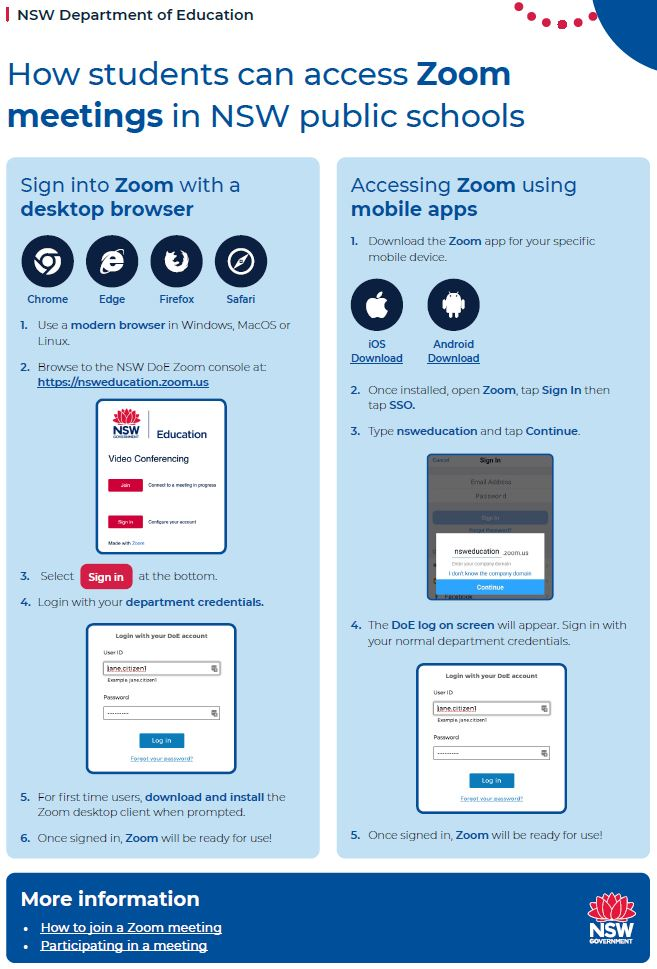 NSW Department of Education
How students can access Zoom
meetings in NSW public schools
Sign into Zoom with a
desktop browser
Chrome
Edge
Firefox
Safari
1. Use a modern browser in Windows, MacOS or
Linux.
2. Browse to the NSW DoE Zoom console at:
https://nsweducation.zoom.us
NSW
GOVERNMENT
Education
Video Conferencing
Join
Connect to a meeting in progress
Sign in
Configure your account
Made with Zoom
3. Select Sign in at the bottom.
4. Login with your department credentials.
Login with your DoE account
User ID
jane.citizen1
Example: jane.citizen1
Password
Log in
Forgot your password?
5. For first time users, download and install the
Zoom desktop client when prompted.
6. Once signed in, Zoom will be ready for use!
Accessing Zoom using
mobile apps
1. Download the Zoom app for your specific
mobile device.
iOS
Download
Android
Download
2. Once installed, open Zoom, tap Sign In then
tap SSO.
3. Type nsweducation and tap Continue.
Cancel
Sign In
Email Address
Password
Sign In
Forgot Password?
nsweducation .zoom.us
Enter your company domain
I don't know the company domain
Continue
Facebook
4. The DoE log on screen will appear. Sign in with
your normal department credentials.
Login with your DoE account
User ID
jane.citizen1
Example: jane.citizen1
Password
Log in
Forgot your password?
5. Once signed in, Zoom will be ready for use!
More information
• How to join a Zoom meeting
• Participating in a meeting
NSW
GOVERNMENT